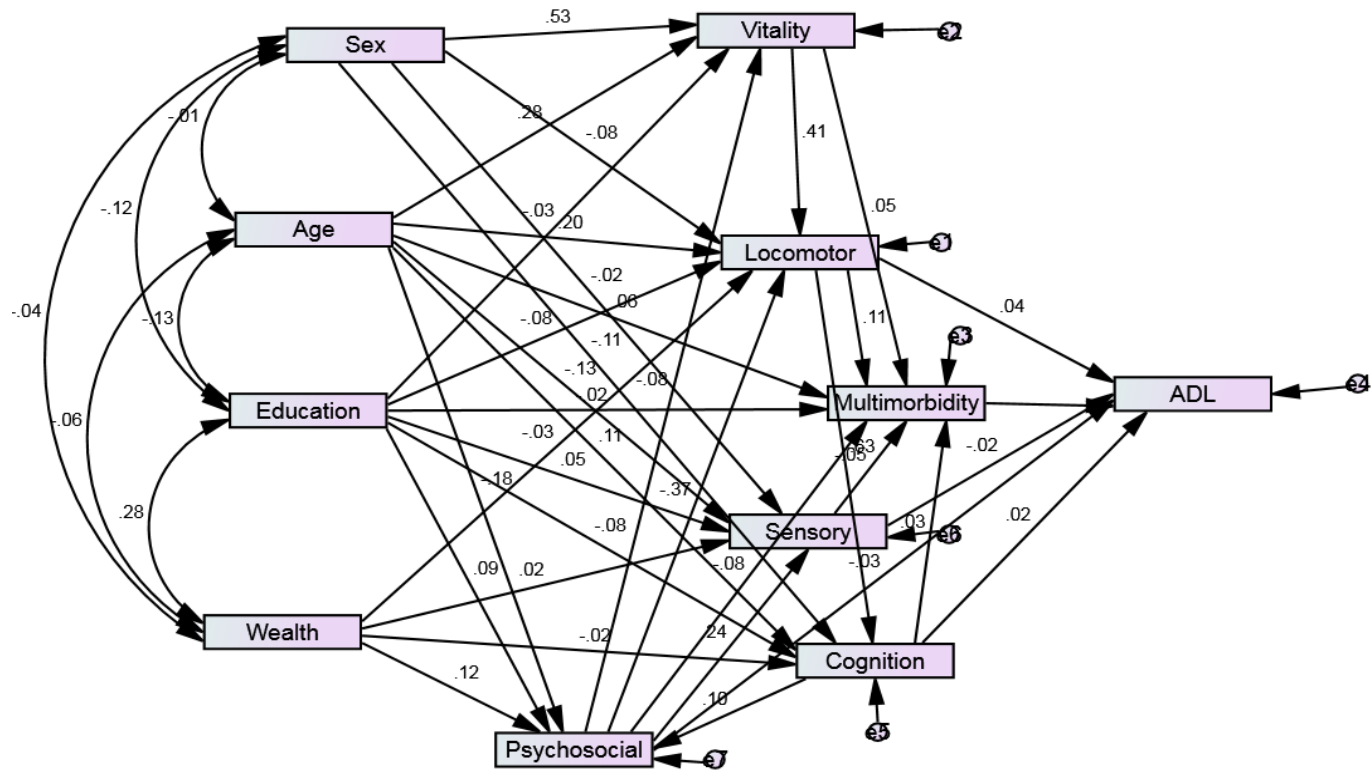 .53
Vitality
e2
Sex
-.01
.28
-.08
.41
-.12
-.03
.20
.05
Age
Locomotor
e1
-.02
.06
-.04
-.13
-.08
-.11
.11
.04
e3
-.13
-.08
.02
Education
Multimorbidity
ADL
e4
-.06
-.03
.11
.63
-.05
-.02
.05
-.18
-.37
.28
-.08
Sensory
.03
e6
.02
.09
.02
-.08
-.03
Wealth
-.02
.24
Cognition
.12
.10
e5
Psychosocial
e7